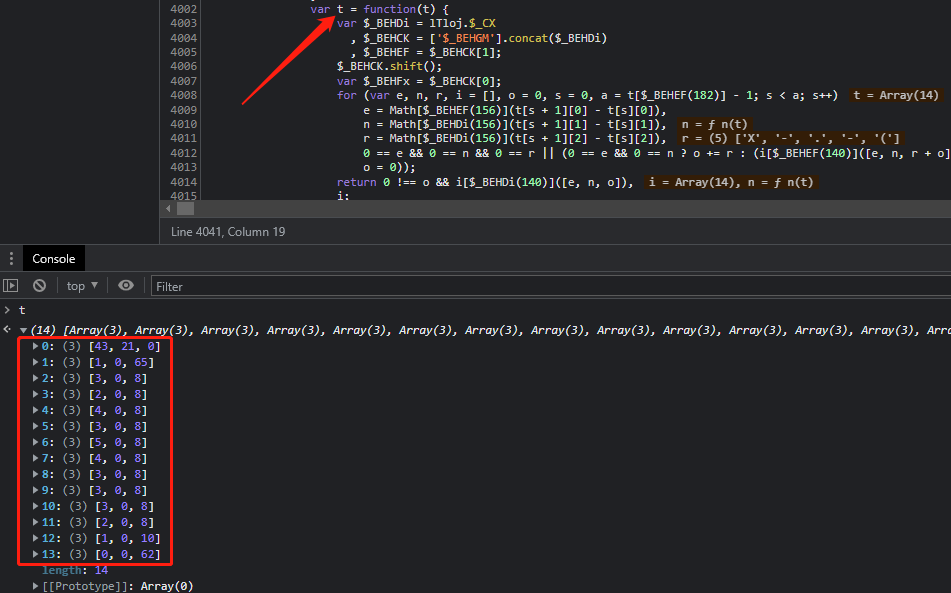 4002 var t = function(t) {
4003 var $_BEHDi = lTloj.$_CX
4004 , $_BEHCK = ['$_BEHGM'].concat($_BEHDi)
4005 , $_BEHEF = $_BEHCK[1];
4006 $_BEHCK.shift();
4007 var $_BEHFx = $_BEHCK[0];
4008 for (var e, n, r, i = [], o = 0, s = 0, a = t[$_BEHEF(182)] - 1; s < a; s++) t = Array(14)
4009 e = Math[$_BEHEF(156)](t[s + 1][0] - t[s][0]),
4010 n = Math[$_BEHDi(156)](t[s + 1][1] - t[s][1]), n = ƒ n(t)
4011 r = Math[$_BEHDi(156)](t[s + 1][2] - t[s][2]), r = (5) ['X', '-', '.', '-', '(']
4012 0 == e && 0 == n && 0 == r || (0 == e && 0 == n ? o += r : (i[$_BEHEF(140)]([e, n, r + o]
4013 o = 0));
4014 return 0 !== o && i[$_BEHDi(140)]([e, n, o]), i = Array(14), n = ƒ n(t)
4015 i;
Line 4041, Column 19
Console
top ▼ Filter
> t
(14) [Array(3), Array(3), Array(3), Array(3), Array(3), Array(3), Array(3), Array(3), Array(3), Array(3), Array(3), Array(3), Array(3), Arra
0: (3) [43, 21, 0]
1: (3) [1, 0, 65]
2: (3) [3, 0, 8]
3: (3) [2, 0, 8]
4: (3) [4, 0, 8]
5: (3) [3, 0, 8]
6: (3) [5, 0, 8]
7: (3) [4, 0, 8]
8: (3) [3, 0, 8]
9: (3) [3, 0, 8]
10: (3) [3, 0, 8]
11: (3) [2, 0, 8]
12: (3) [1, 0, 10]
13: (3) [0, 0, 62]
length: 14
[[Prototype]]: Array(0)